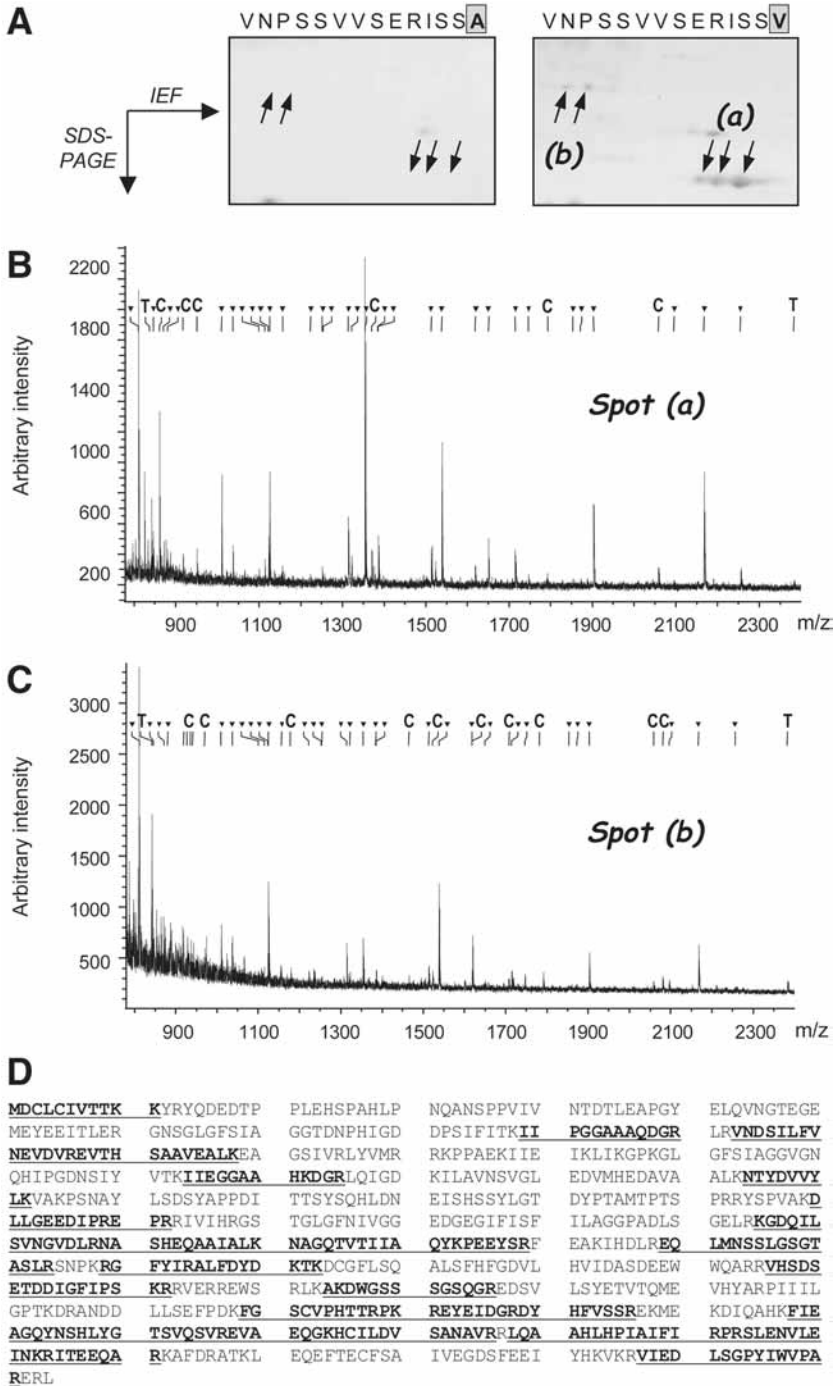 A
VNPSSVVSERISSA
VNPSSVVSERISSV
IEF
SDS-
PAGE
(a)
(b)
B
Arbitrary intensity
2200
1800
1400
1000
600
200
T C C C C C C T
Spot (a)
900 1100 1300 1500 1700 1900 2100 2300 m/z:
C
Arbitrary intensity
3000
2500
2000
1500
1000
500
T C C C C C C C C C C T
Spot (b)
900 1100 1300 1500 1700 1900 2100 2300 m/z
D
MDCLCIVTTK KYRYQDEDTP PLEHSPAHLP NQANSPPVIV NTDTLEAPGY ELQVNGTEGE
MEYEEITLER GNSGLGFSIA GGTDNPHIGD DPSIFITKII PGGAAAQDGR LRVNDSILFV
NEVDVREVTH SAAVEALKEA GSIVRLYVMR RKPPAEKIIE IKLIKGPKGL GFSIAGGVGN
QHIPGDNSIY VTKIIEGGAA HKDGRLQIGD KILAVNSVGL EDVMHEDAVA ALKNTYDVVY
LKVAKPSNAY LSDSYAPPDI TTSYSQHLDN EISHSSYLGT DYPTAMTPTS PRRYSPVAKD
LLGEEDIPRE PRRIVIHRGS TGLGFNIVGG EDGEGIFISF ILAGGPADLS GELRKGDQIL
SVNGVDLRNA SHEQAAIALK NAGQTVTIIA QYKPEEYSRF EAKIHDLREQ LMNSSLGSGT
ASLRSNPKRG FYIRALFDYD KTKDCGFLSQ ALSFHFGDVL HVIDASDEEW WQARRVHSDS
ETDDIGFIPS KRRVERREWS RLKAKDWGSS SGSQGREDSV LSYETVTQME VHYARPIIIL
GPTKDRANDD LLSEFPDKFG SCVPHTTRPK REYEIDGRDY HFVSSREKME KDIQAHKFIE
AGQYNSHLYG TSVQSVREVA EQGKHCILDV SANAVRRLQA AHLHPIAIFI RPRSLENVLE
INKRITEEQA RKAFDRATKL EQEFTECFSA IVEGDSFEEI YHKVKRVIED LSGPYIWVPA
RERL